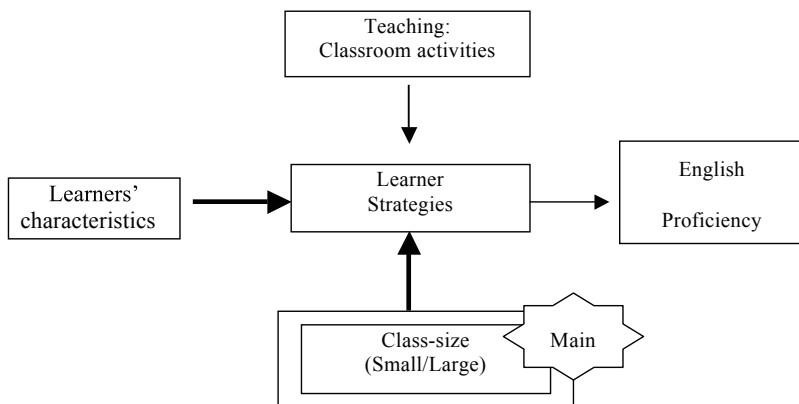 Teaching:
Classroom activities
Learners’
characteristics
Learner
Strategies
English
Proficiency
Class-size
(Small/Large)
Main